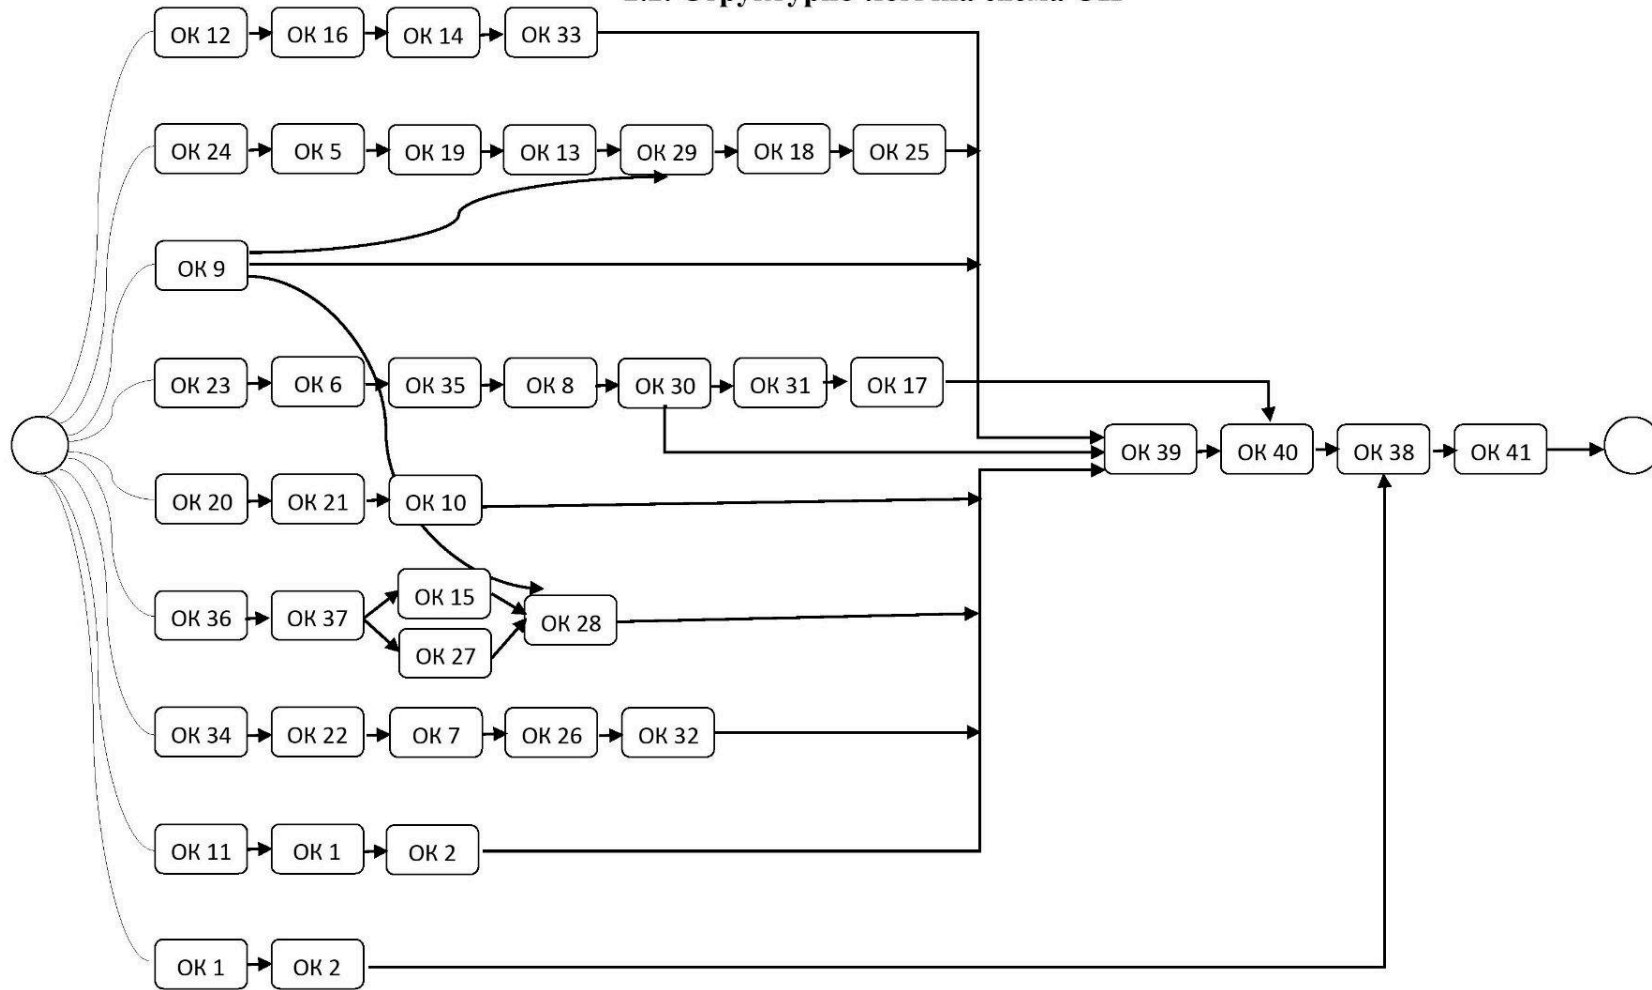 ОК 12 ОК 16 ОК 14 ОК 33
ОК 24 ОК 5 ОК 19 ОК 13 ОК 29 ОК 18 ОК 25
ОК 9
ОК 23 ОК 6 ОК 35 ОК 8 ОК 30 ОК 31 ОК 17
ОК 39 ОК 40 ОК 38 ОК 41
ОК 20 ОК 21 ОК 10
ОК 15
ОК 36 ОК 37 ОК 28
ОК 27
ОК 34 ОК 22 ОК 7 ОК 26 ОК 32
ОК 11 ОК 1 ОК 2
ОК 1 ОК 2